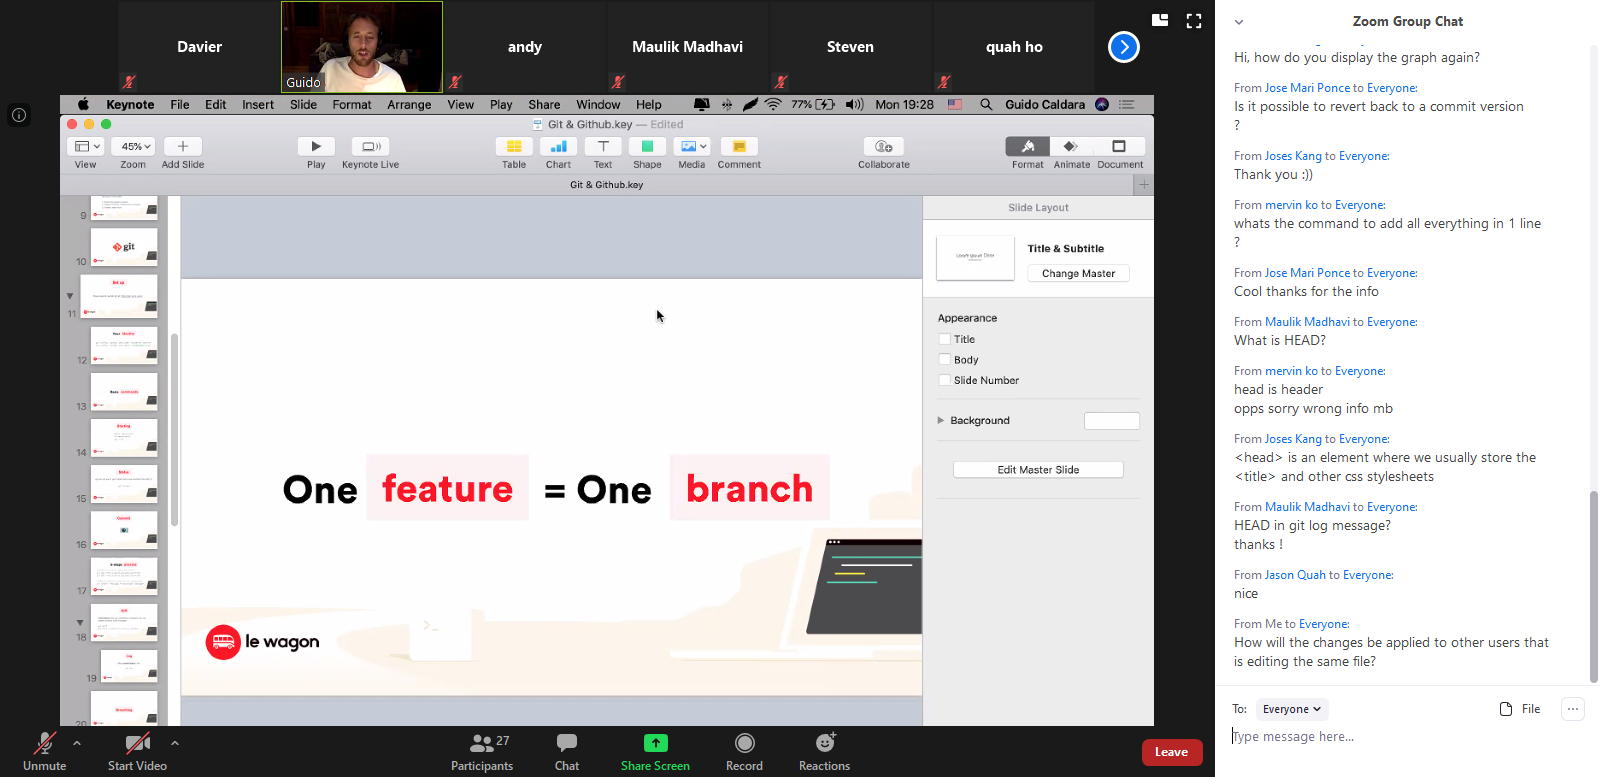 Davier
Guido
andy
Maulik Madhavi
Steven
quah ho
Keynote File Edit Insert Slide Format Arrange View Play Share Window Help 77% Mon 19:28 Guido Caldara
Git & Github.key — Edited
45%
View Zoom Add Slide Play Keynote Live Table Chart Text Shape Media Comment Collaborate Format Animate Document
Git & Github.key
9
10
git
11
Set up
12
13
14
Starting
15
Status
16
Commit
17
18
19
20
Branching
One feature = One branch
>_
le wagon
Slide Layout
Title & Subtitle
Change Master
Appearance
Title
Body
Slide Number
Background
Edit Master Slide
Unmute
Start Video
27
Participants
Chat
Share Screen
Record
Reactions
Leave
Zoom Group Chat
Hi, how do you display the graph again?
From Jose Mari Ponce to Everyone:
Is it possible to revert back to a commit version
?
From Joses Kang to Everyone:
Thank you :))
From mervin ko to Everyone:
whats the command to add all everything in 1 line
?
From Jose Mari Ponce to Everyone:
Cool thanks for the info
From Maulik Madhavi to Everyone:
What is HEAD?
From mervin ko to Everyone:
head is header
opps sorry wrong info mb
From Joses Kang to Everyone:
<head> is an element where we usually store the
<title> and other css stylesheets
From Maulik Madhavi to Everyone:
HEAD in git log message?
thanks !
From Jason Quah to Everyone:
nice
From Me to Everyone:
How will the changes be applied to other users that
is editing the same file?
To: Everyone
File
Type message here...